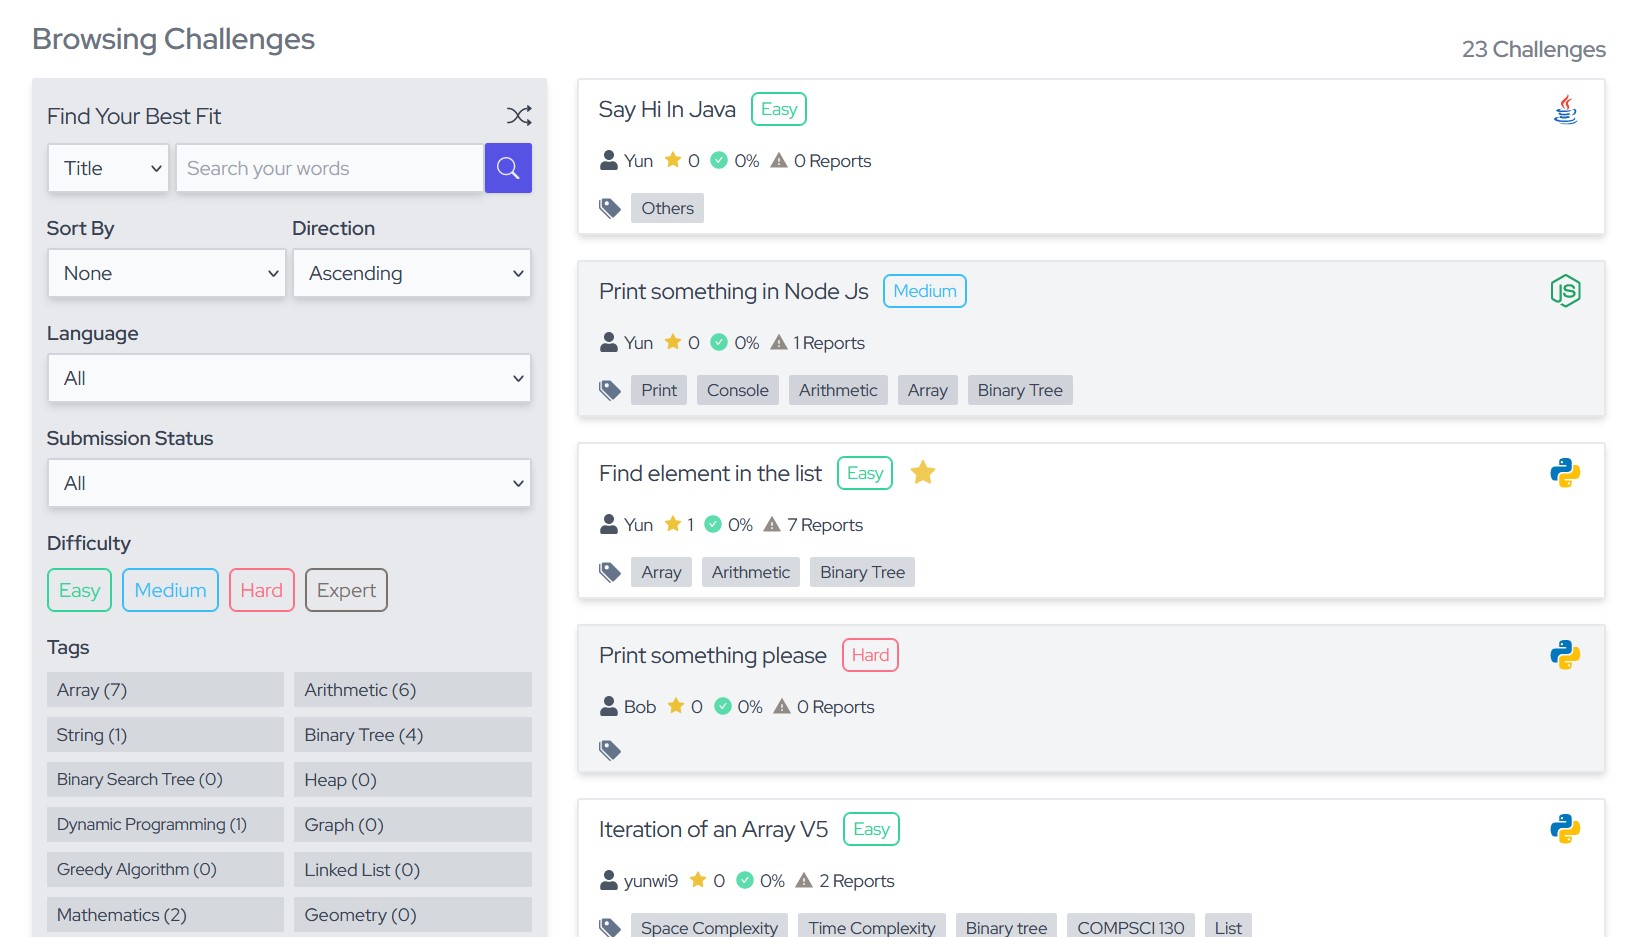 Browsing Challenges
23 Challenges
Find Your Best Fit
Title
Search your words
Sort By
Direction
None
Ascending
Language
All
Submission Status
All
Difficulty
Easy Medium Hard Expert
Tags
Array (7) Arithmetic (6)
String (1) Binary Tree (4)
Binary Search Tree (0) Heap (0)
Dynamic Programming (1) Graph (0)
Greedy Algorithm (0) Linked List (0)
Mathematics (2) Geometry (0)
Say Hi In Java Easy
Yun 0 0% 0 Reports
Others
Print something in Node Js Medium
JS
Yun 0 0% 1 Reports
Print Console Arithmetic Array Binary Tree
Find element in the list Easy
Yun 1 0% 7 Reports
Array Arithmetic Binary Tree
Print something please Hard
Bob 0 0% 0 Reports
Iteration of an Array V5 Easy
yunwi9 0 0% 2 Reports
Space Complexity Time Complexity Binary tree COMPSCI 130 List